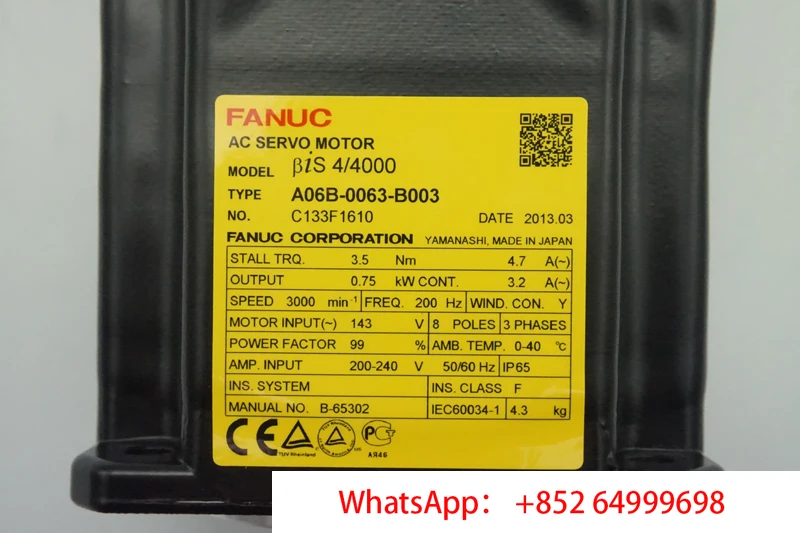 FANUC
AC SERVO MOTOR
MODEL βiS 4/4000
TYPE A06B-0063-B003
NO. C133F1610 DATE 2013.03
FANUC CORPORATION YAMANASHI, MADE IN JAPAN
STALL TRQ. 3.5 Nm 4.7 A(~)
OUTPUT 0.75 kW CONT. 3.2 A(~)
SPEED 3000 min⁻¹ FREQ. 200 Hz WIND. CON. Y
MOTOR INPUT(~) 143 V 8 POLES 3 PHASES
POWER FACTOR 99 % AMB. TEMP. 0-40 ℃
AMP. INPUT 200-240 V 50/60 Hz IP65
INS. SYSTEM INS. CLASS F
MANUAL NO. B-65302 IEC60034-1 4.3 kg
CE
TUV Rheinland
АЯ46
WhatsApp： +852 64999698